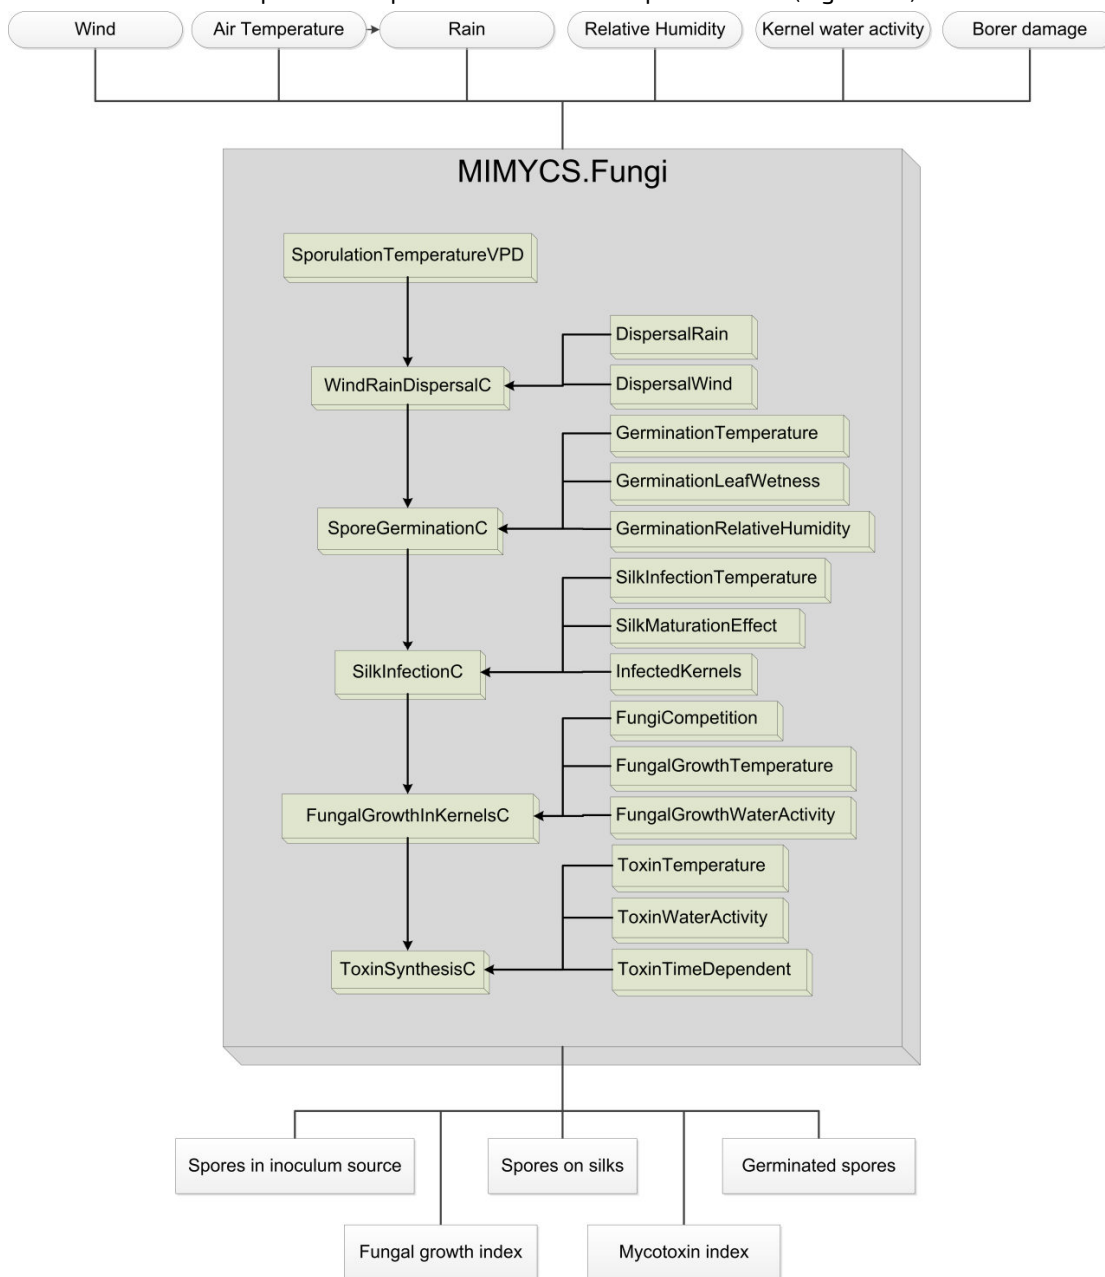 Wind
Air Temperature
Rain
Relative Humidity
Kernel water activity
Borer damage
MIMYCS.Fungi
SporulationTemperatureVPD
DispersalRain
WindRainDispersalC
DispersalWind
GerminationTemperature
GerminationLeafWetness
SporeGerminationC
GerminationRelativeHumidity
SilkInfectionTemperature
SilkMaturationEffect
SilkInfectionC
InfectedKernels
FungiCompetition
FungalGrowthTemperature
FungalGrowthInKernelsC
FungalGrowthWaterActivity
ToxinTemperature
ToxinWaterActivity
ToxinSynthesisC
ToxinTimeDependent
Spores in inoculum source
Spores on silks
Germinated spores
Fungal growth index
Mycotoxin index